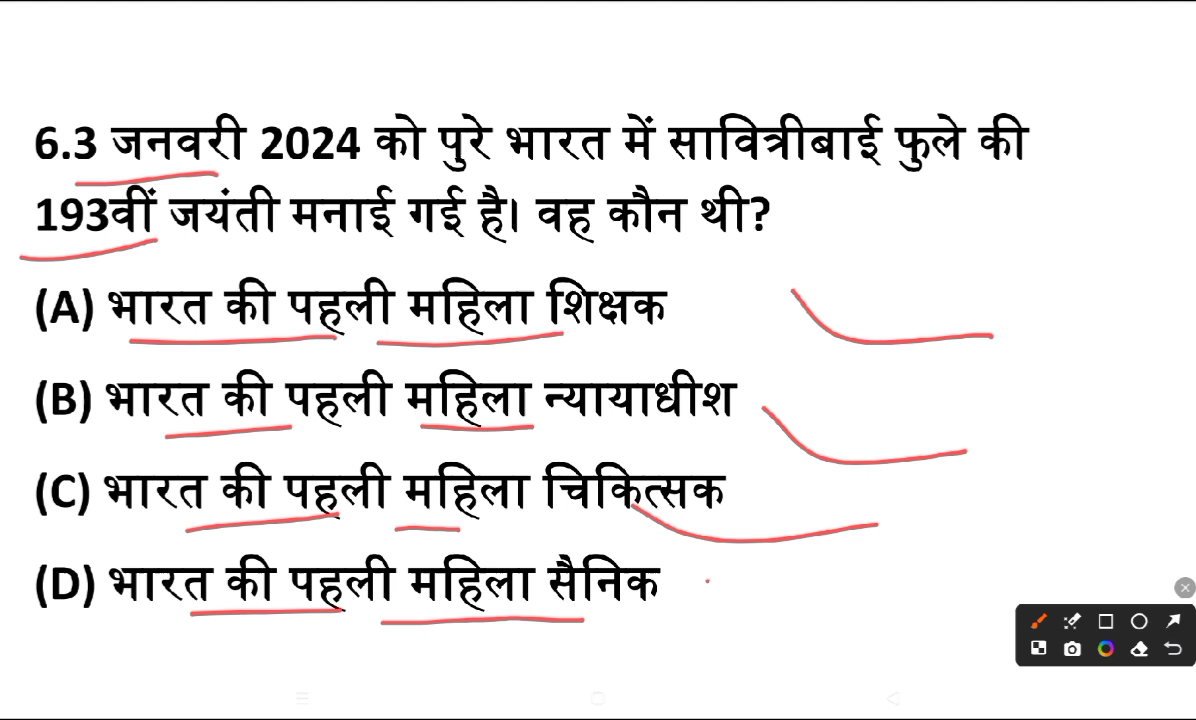 6.3 जनवरी 2024 को पुरे भारत में सावित्रीबाई फुले की
193वीं जयंती मनाई गई है। वह कौन थी?
(A) भारत की पहली महिला शिक्षक
(B) भारत की पहली महिला न्यायाधीश
(C) भारत की पहली महिला चिकित्सक
(D) भारत की पहली महिला सैनिक